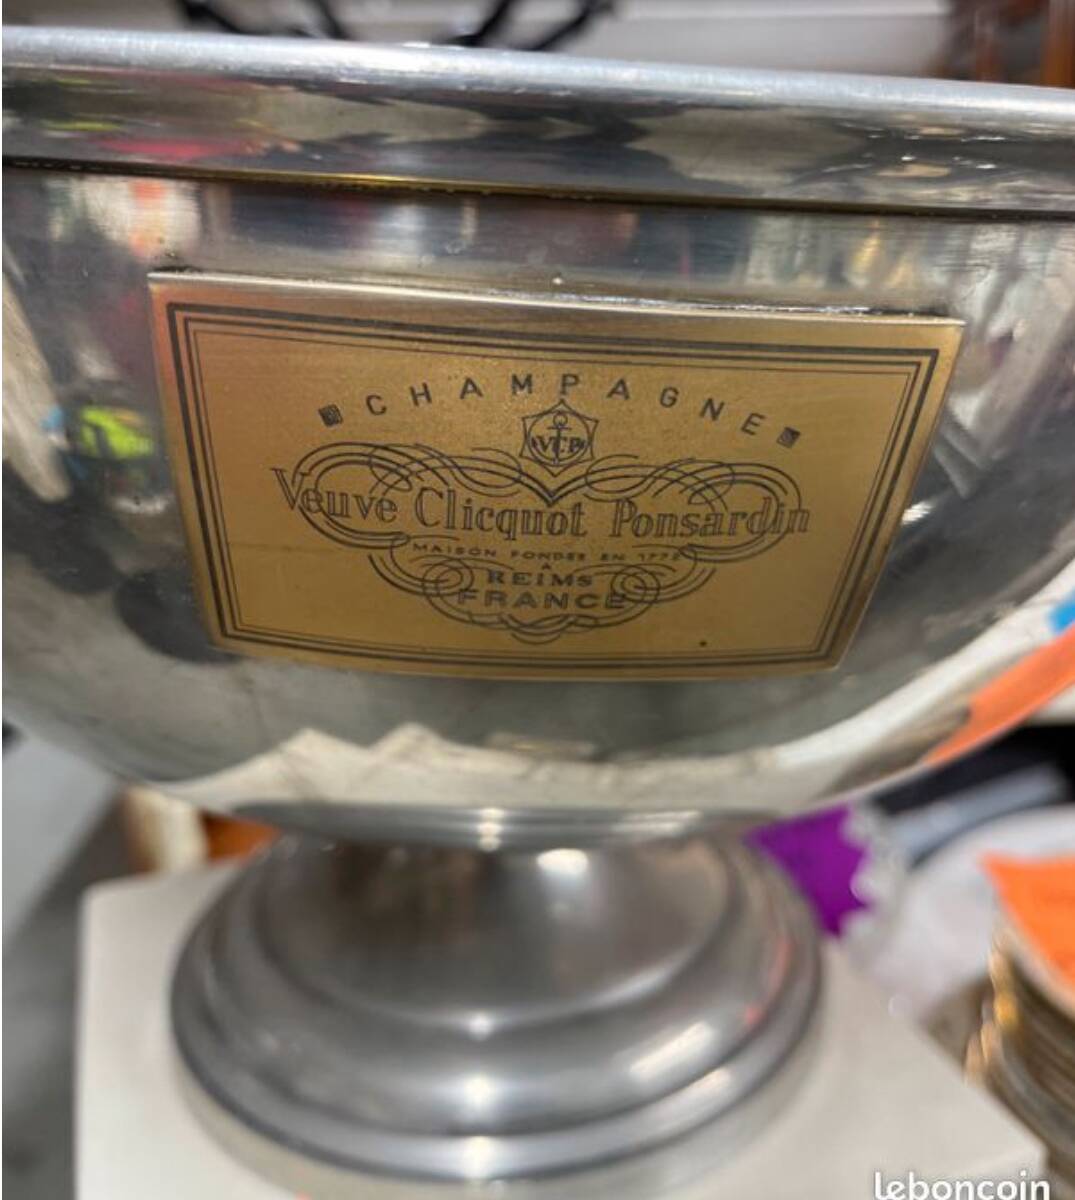 CHAMPAGNE
VCP
Veuve Clicquot Ponsardin
MAISON FONDEE EN 1772
A
REIMS
FRANCE
leboncoin